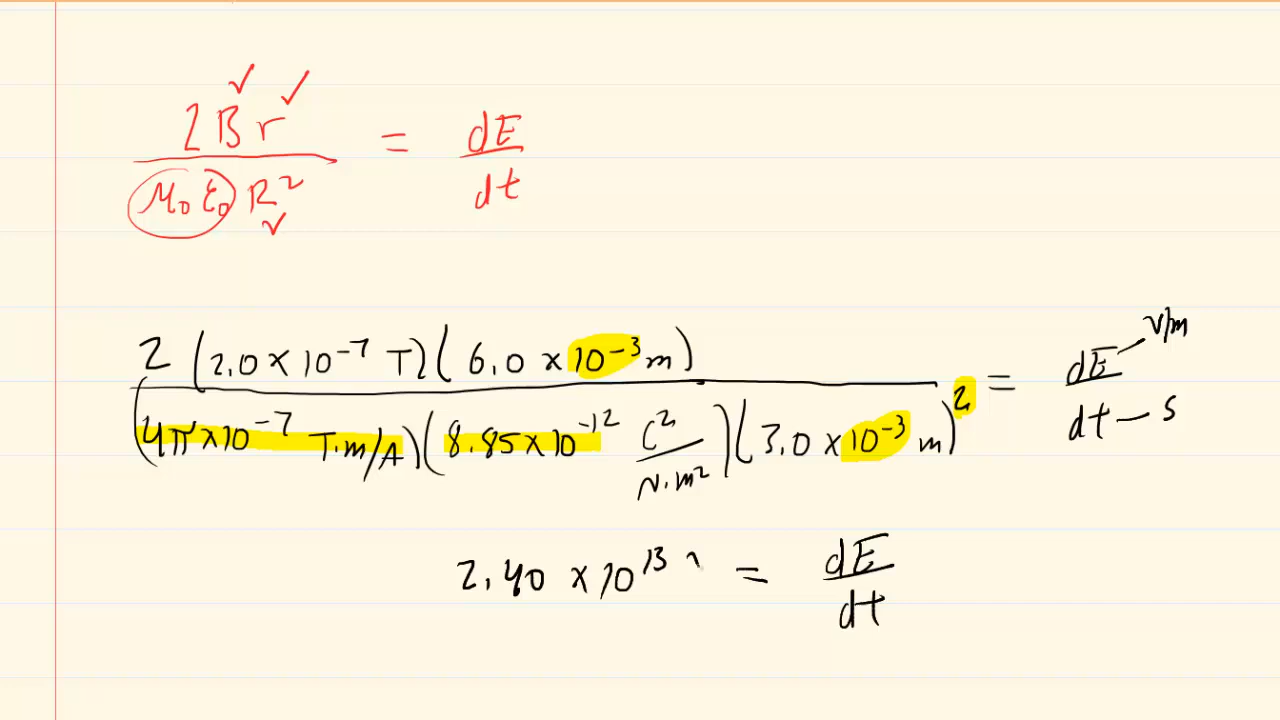 2Br / μ₀ε₀R² = dE/dt
V/m
2 (2.0 × 10⁻⁷ T)(6.0 × 10⁻³ m) / (4π × 10⁻⁷ T·m/A)(8.85 × 10⁻¹² C²/N·m²)(3.0 × 10⁻³ m)² = dE/dt — s
2.40 × 10¹³ = dE/dt